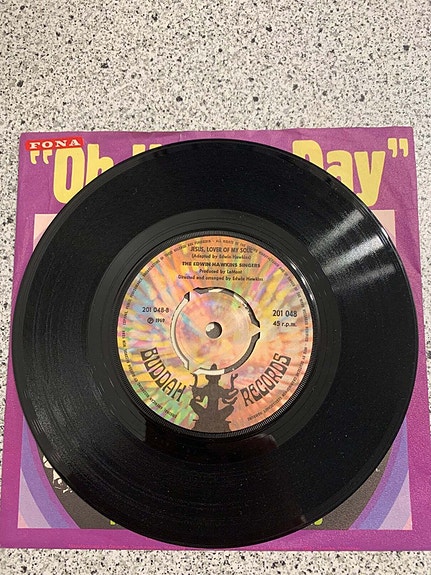 FONA
"Oh Day"
JESUS, LOVER OF MY SOUL
(Adapted by Edwin Hawkins)
THE EDWIN HAWKINS SINGERS
Produced by LaMont
Directed and arranged by Edwin Hawkins
201 048-B
℗ 1969
201 048
45 r.p.m.
BUDDAH RECORDS